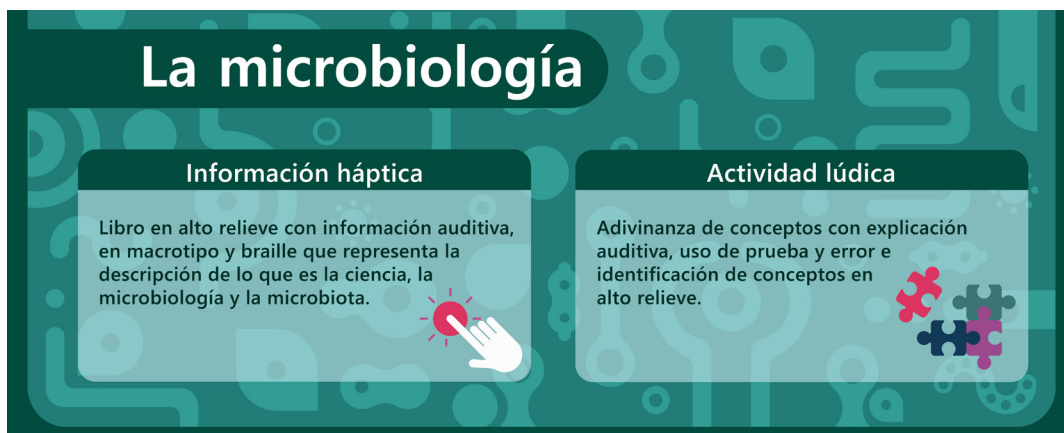 La microbiología
Información háptica
Libro en alto relieve con información auditiva,
en macrotipo y braille que representa la
descripción de lo que es la ciencia, la
microbiología y la microbiota.
Actividad lúdica
Adivinanza de conceptos con explicación
auditiva, uso de prueba y error e
identificación de conceptos en
alto relieve.